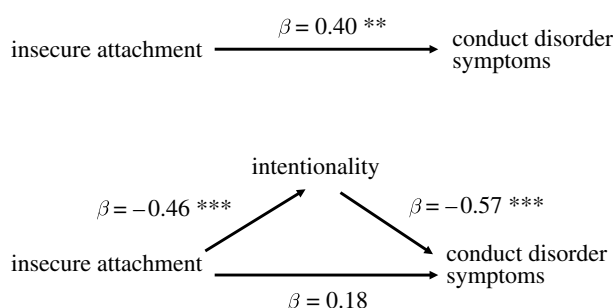 β = 0.40 **
insecure attachment
conduct disorder
symptoms
intentionality
β = –0.46 ***
β = –0.57 ***
insecure attachment
conduct disorder
symptoms
β = 0.18